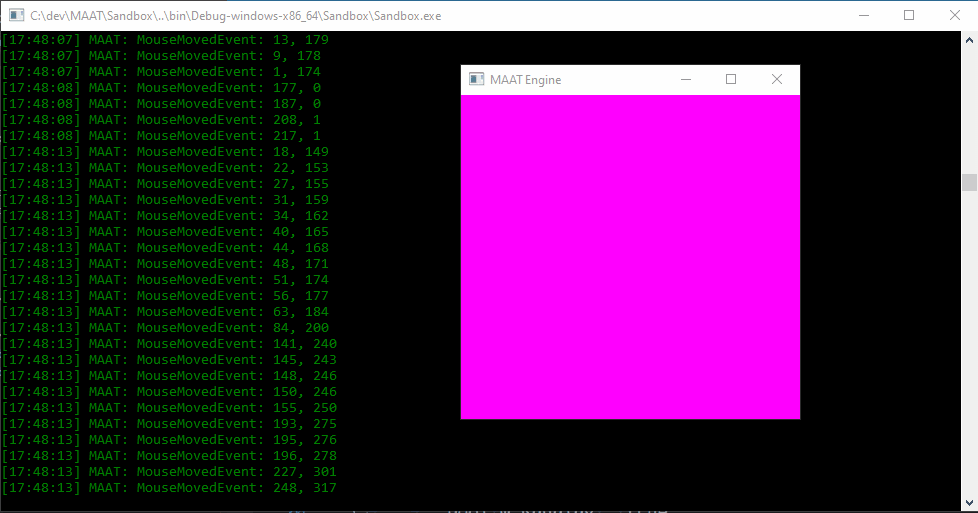 C:\dev\MAAT\Sandbox\..\bin\Debug-windows-x86_64\Sandbox\Sandbox.exe
[17:48:07] MAAT: MouseMovedEvent: 13, 179
[17:48:07] MAAT: MouseMovedEvent: 9, 178
[17:48:07] MAAT: MouseMovedEvent: 1, 174
[17:48:08] MAAT: MouseMovedEvent: 177, 0
[17:48:08] MAAT: MouseMovedEvent: 187, 0
[17:48:08] MAAT: MouseMovedEvent: 208, 1
[17:48:08] MAAT: MouseMovedEvent: 217, 1
[17:48:13] MAAT: MouseMovedEvent: 18, 149
[17:48:13] MAAT: MouseMovedEvent: 22, 153
[17:48:13] MAAT: MouseMovedEvent: 27, 155
[17:48:13] MAAT: MouseMovedEvent: 31, 159
[17:48:13] MAAT: MouseMovedEvent: 34, 162
[17:48:13] MAAT: MouseMovedEvent: 40, 165
[17:48:13] MAAT: MouseMovedEvent: 44, 168
[17:48:13] MAAT: MouseMovedEvent: 48, 171
[17:48:13] MAAT: MouseMovedEvent: 51, 174
[17:48:13] MAAT: MouseMovedEvent: 56, 177
[17:48:13] MAAT: MouseMovedEvent: 63, 184
[17:48:13] MAAT: MouseMovedEvent: 84, 200
[17:48:13] MAAT: MouseMovedEvent: 141, 240
[17:48:13] MAAT: MouseMovedEvent: 145, 243
[17:48:13] MAAT: MouseMovedEvent: 148, 246
[17:48:13] MAAT: MouseMovedEvent: 150, 246
[17:48:13] MAAT: MouseMovedEvent: 155, 250
[17:48:13] MAAT: MouseMovedEvent: 193, 275
[17:48:13] MAAT: MouseMovedEvent: 195, 276
[17:48:13] MAAT: MouseMovedEvent: 196, 278
[17:48:13] MAAT: MouseMovedEvent: 227, 301
[17:48:13] MAAT: MouseMovedEvent: 248, 317
MAAT Engine